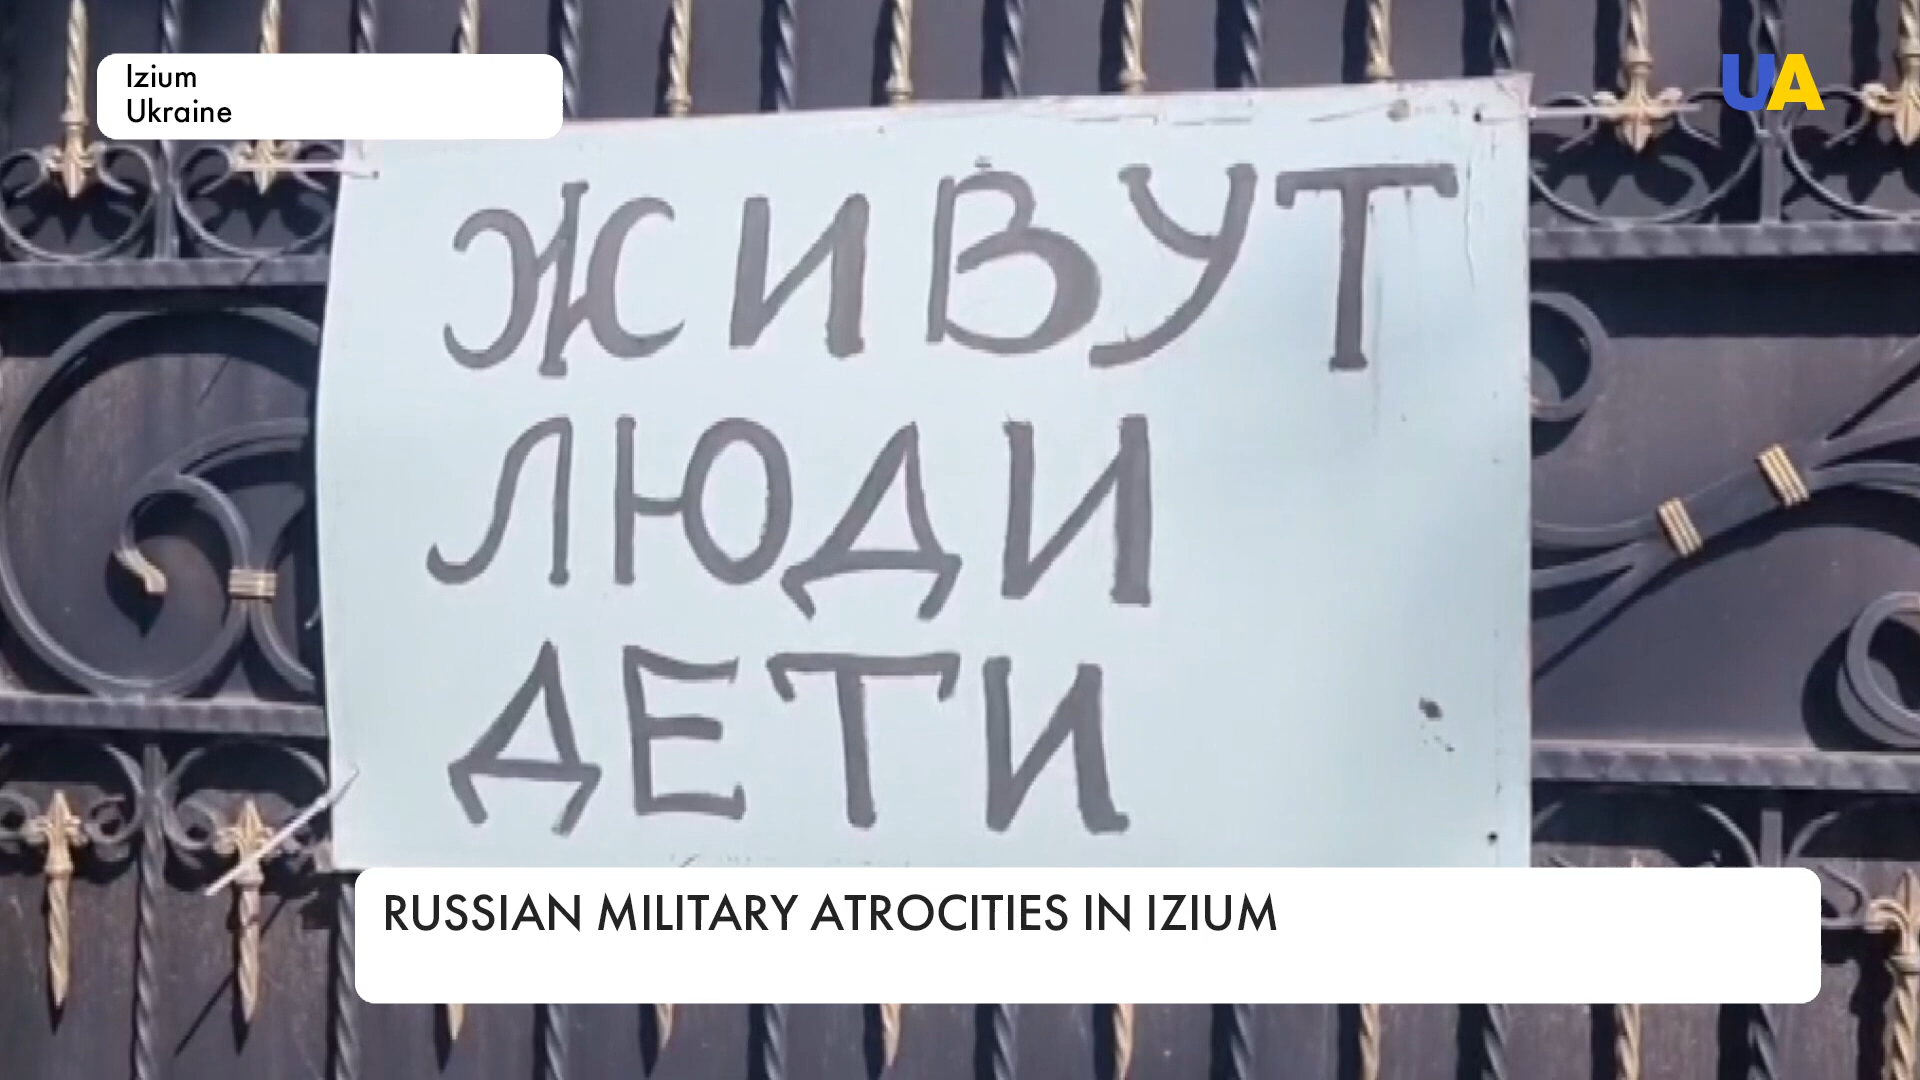 Izium
Ukraine
UA
ЖИВУТ
ЛЮДИ
ДЕТИ
RUSSIAN MILITARY ATROCITIES IN IZIUM